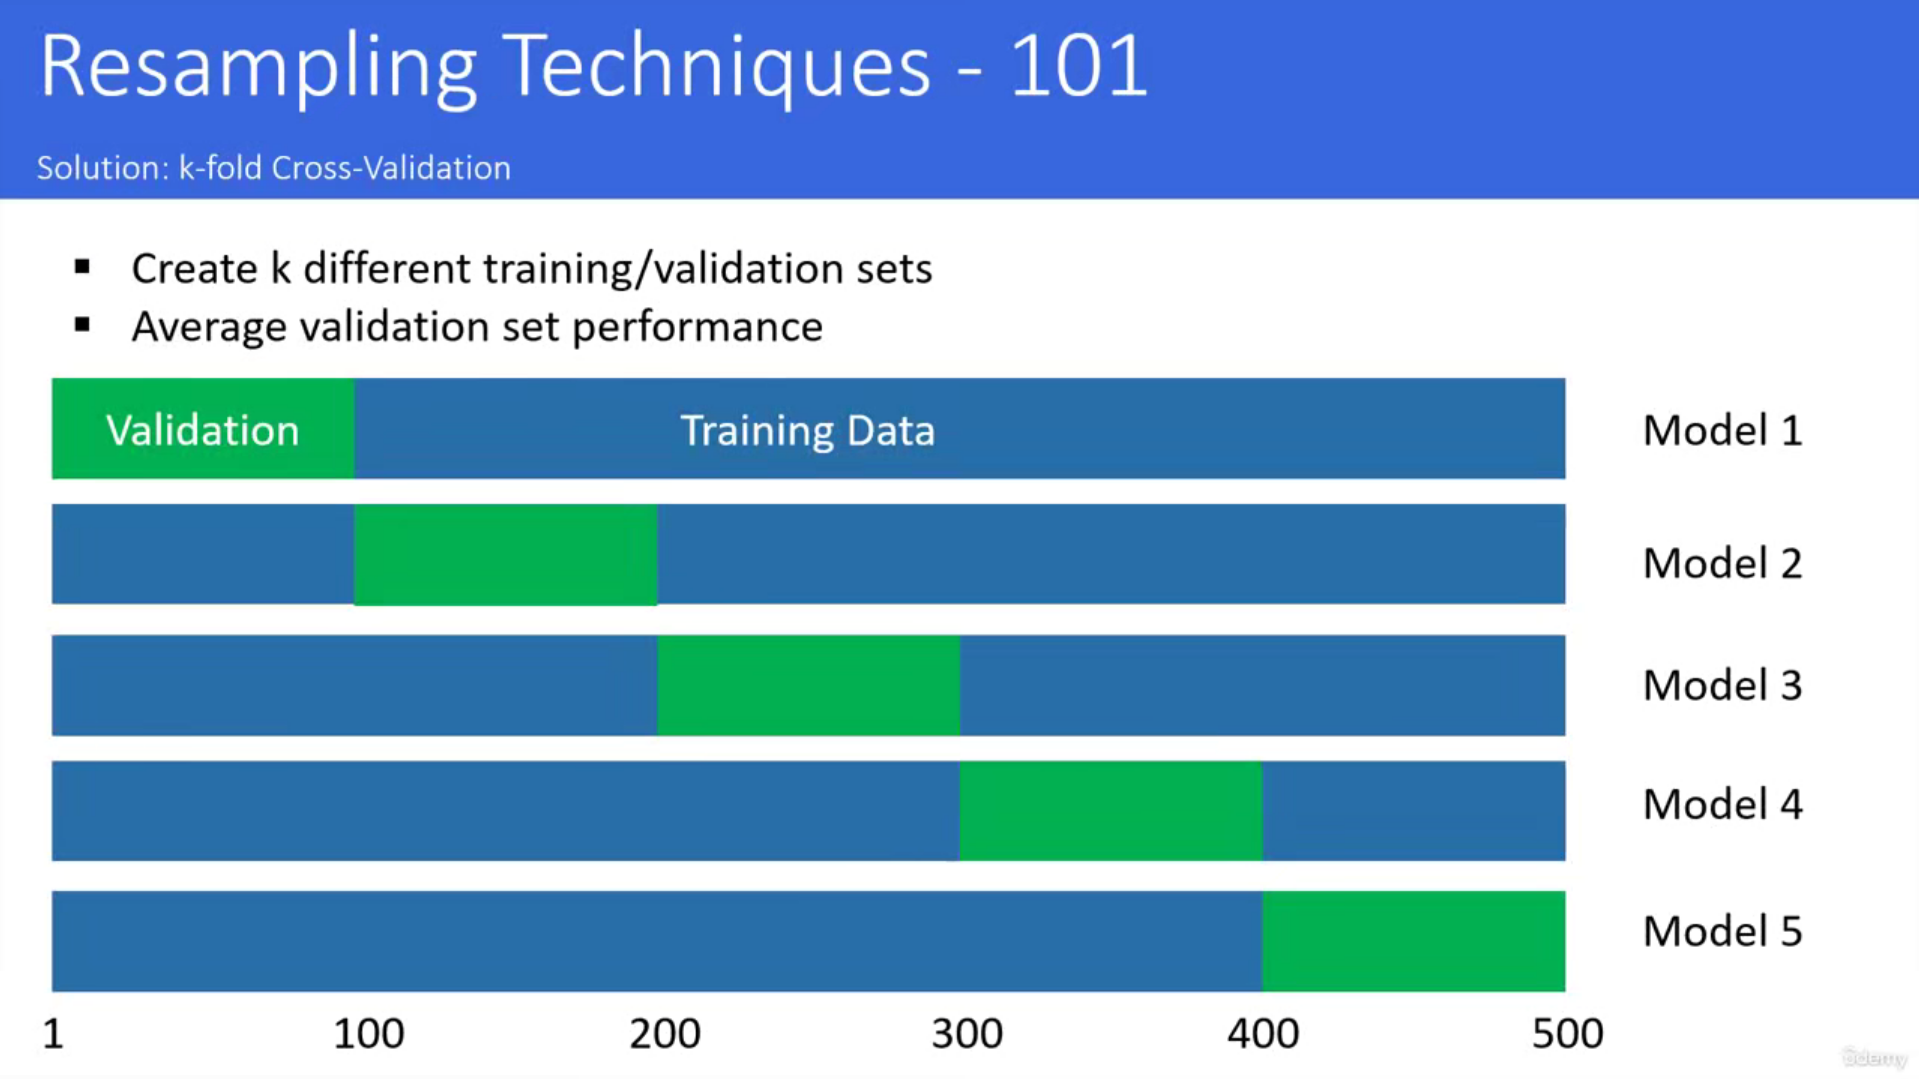 Resampling Techniques - 101
Solution: k-fold Cross-Validation
▪ Create k different training/validation sets
▪ Average validation set performance
Validation Training Data Model 1
Model 2
Model 3
Model 4
Model 5
1 100 200 300 400 500
ûdemy